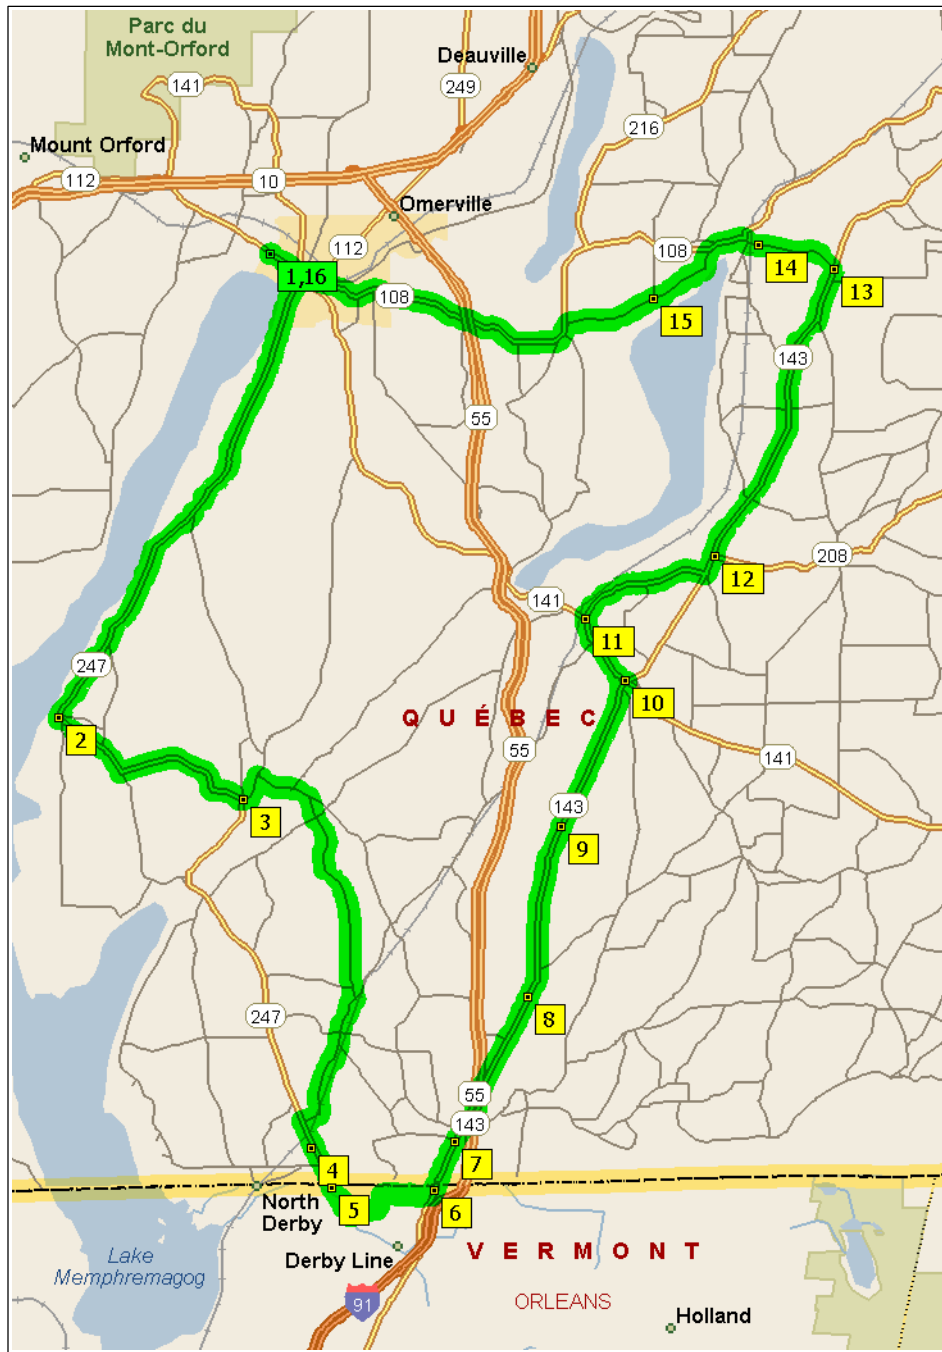 Parc du
Mont-Orford
Deauville
141
249
216
Mount Orford
112
10
Omerville
112
108
14
1,16
13
108
15
143
55
208
12
141
11
247
10
QUÉBEC
2
55
141
143
3
9
8
247
55
143
4
7
North
Derby
5
6
Derby Line
VERMONT
Lake
Memphremagog
91
ORLEANS
Holland